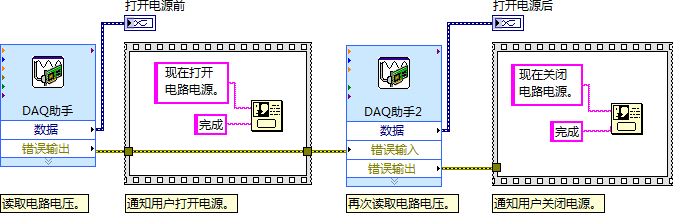 打开电源前
打开电源后
DAQ助手
数据
错误输出
现在打开
电路电源。
完成
DAQ助手2
数据
错误输入
错误输出
现在关闭
电路电源。
完成
读取电路电压。
通知用户打开电源。
再次读取电路电压。
通知用户关闭电源。